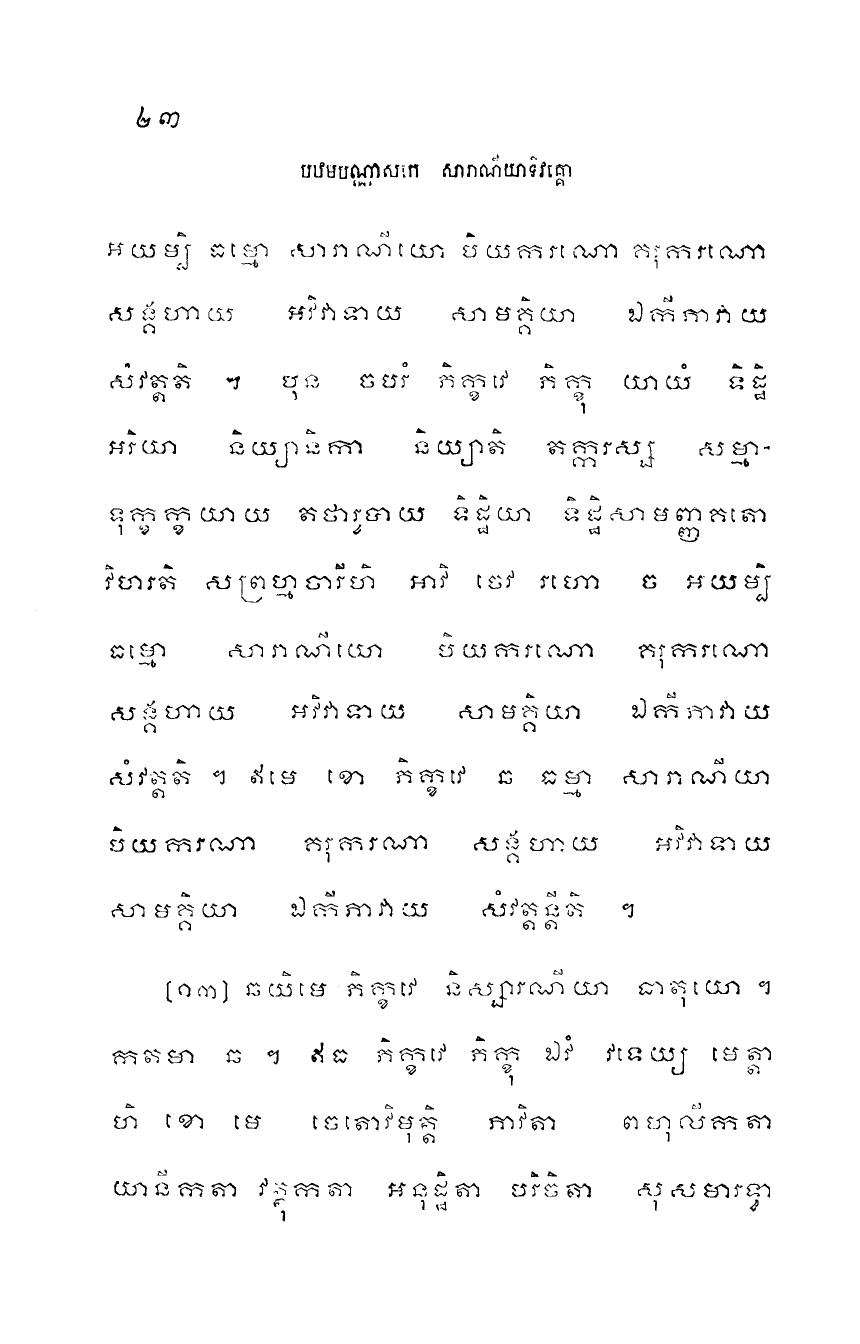 ២៣
បឋមបណ្ណាសកេ សារាណីយាទិវគ្គោ
អយម្បិ ធម្មោ សារាណីយោ បិយករណោ គរុករណោ
សង្គហាយ អវិវាទាយ សាមគ្គិយា ឯកីភាវាយ
សំវត្តតិ ។ បុន ចបរំ ភិក្ខវេ ភិក្ខុ យាយំ ទិដ្ឋិ
អរិយា និយ្យានិកា និយ្យាតិ តក្ករស្ស សម្មា-
ទុក្ខក្ខយាយ តថារូបាយ ទិដ្ឋិយា ទិដ្ឋិសាមញ្ញគតោ
វិហរតិ សព្រហ្មចារីហិ អាវិ ចេវ រហោ ច អយម្បិ
ធម្មោ សារាណីយោ បិយករណោ គរុករណោ
សង្គហាយ អវិវាទាយ សាមគ្គិយា ឯកីភាវាយ
សំវត្តតិ ។ ឥមេ ខោ ភិក្ខវេ ឆ ធម្មា សារាណីយា
បិយករណា គរុករណា សង្គហាយ អវិវាទាយ
សាមគ្គិយា ឯកីភាវាយ សំវត្តន្តីតិ ។
[១៣] ឆយិមេ ភិក្ខវេ និស្សារណីយា ធាតុយោ ។
កតមា ឆ ។ ឥធ ភិក្ខវេ ភិក្ខុ ឯវំ វទេយ្យ មេត្តា
ហិ ខោ មេ ចេតោវិមុត្តិ ភាវិតា ពហុលីកតា
យានីកតា វត្ថុកតា អនុដ្ឋិតា បរិចិតា សុសមារទ្ធា